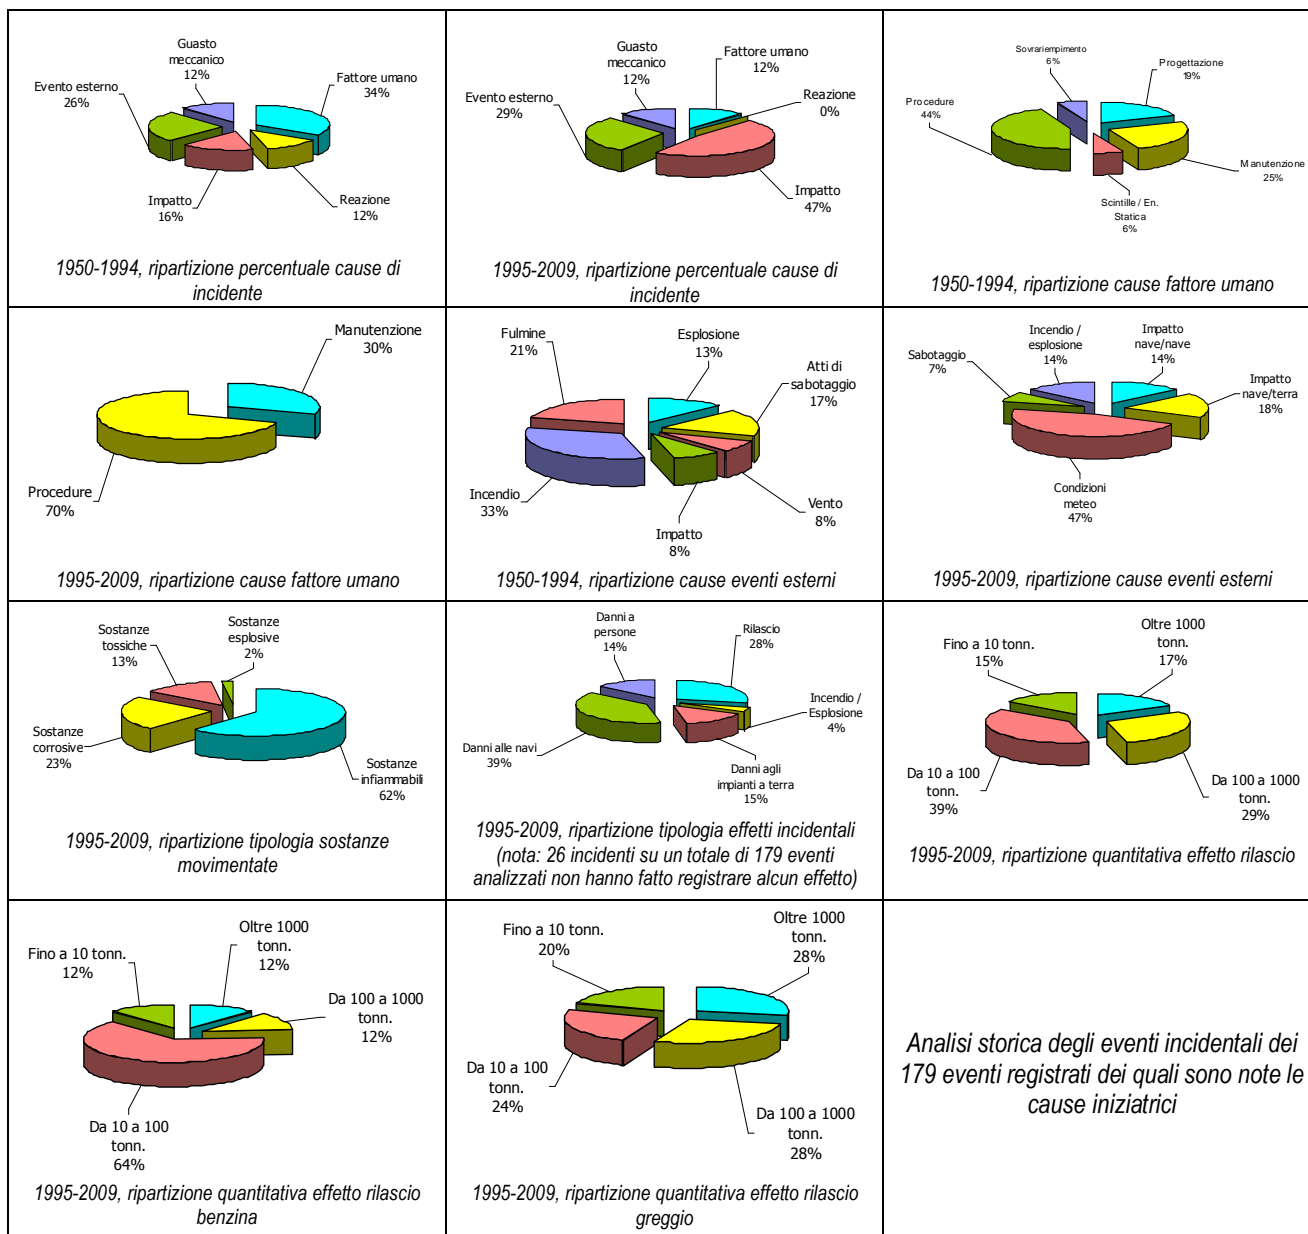 Guasto
meccanico
12%
Fattore umano
34%
Evento esterno
26%
Impatto
16%
Reazione
12%
1950-1994, ripartizione percentuale cause di
incidente
Guasto
meccanico
12%
Fattore umano
12%
Evento esterno
29%
Reazione
0%
Impatto
47%
1995-2009, ripartizione percentuale cause di
incidente
Sovrariempimento
6%
Progettazione
19%
Procedure
44%
Manutenzione
25%
Scintille / En.
Statica
6%
1950-1994, ripartizione cause fattore umano
Manutenzione
30%
Procedure
70%
1995-2009, ripartizione cause fattore umano
Fulmine
21%
Esplosione
13%
Atti di
sabotaggio
17%
Incendio
33%
Vento
8%
Impatto
8%
1950-1994, ripartizione cause eventi esterni
Incendio /
esplosione
14%
Impatto
nave/nave
14%
Sabotaggio
7%
Impatto
nave/terra
18%
Condizioni
meteo
47%
1995-2009, ripartizione cause eventi esterni
Sostanze
tossiche
13%
Sostanze
esplosive
2%
Sostanze
corrosive
23%
Sostanze
infiammabili
62%
1995-2009, ripartizione tipologia sostanze
movimentate
Danni a
persone
14%
Rilascio
28%
Incendio /
Esplosione
4%
Danni alle navi
39%
Danni agli
impianti a terra
15%
1995-2009, ripartizione tipologia effetti incidentali
(nota: 26 incidenti su un totale di 179 eventi
analizzati non hanno fatto registrare alcun effetto)
Fino a 10 tonn.
15%
Oltre 1000
tonn.
17%
Da 10 a 100
tonn.
39%
Da 100 a 1000
tonn.
29%
1995-2009, ripartizione quantitativa effetto rilascio
Fino a 10 tonn.
12%
Oltre 1000
tonn.
12%
Da 100 a 1000
tonn.
12%
Da 10 a 100
tonn.
64%
1995-2009, ripartizione quantitativa effetto rilascio
benzina
Fino a 10 tonn.
20%
Oltre 1000
tonn.
28%
Da 10 a 100
tonn.
24%
Da 100 a 1000
tonn.
28%
1995-2009, ripartizione quantitativa effetto rilascio
greggio
Analisi storica degli eventi incidentali dei
179 eventi registrati dei quali sono note le
cause iniziatrici